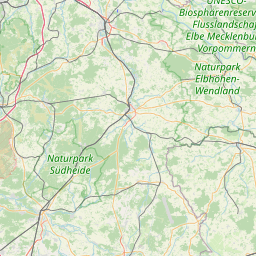 UNESCO-
Biosphärenreservat
Flusslandschaft
Elbe Mecklenburg-
Vorpommern
Naturpark
Elbhöhen-
Wendland
Naturpark
Südheide